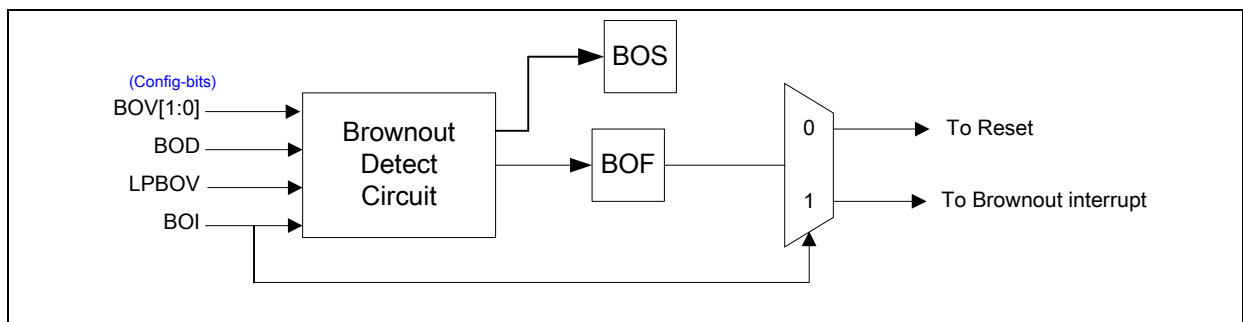 BOS
(Config-bits)
BOV[1:0]
BOD
LPBOV
BOI
Brownout
Detect
Circuit
BOF
0
1
To Reset
To Brownout interrupt